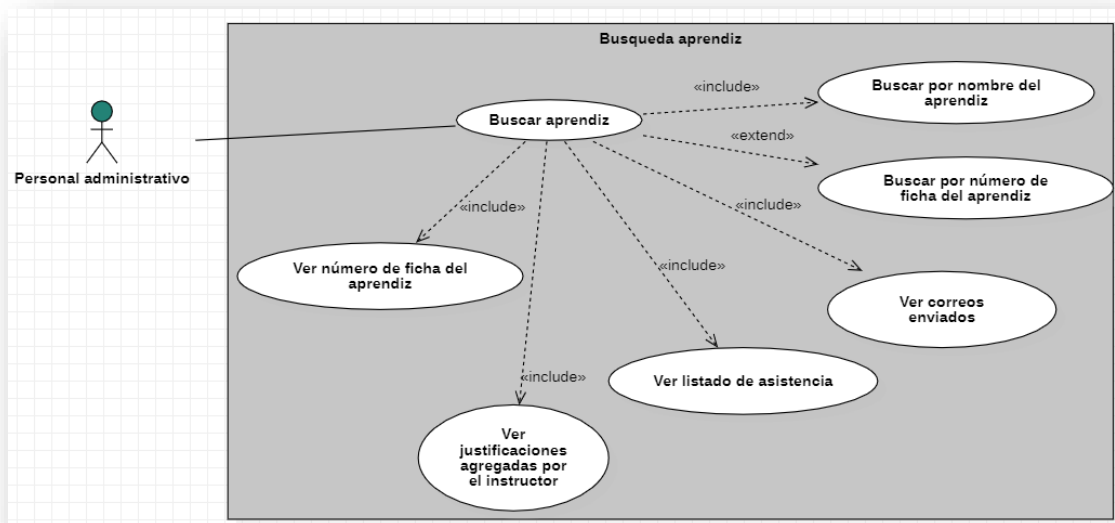 Busqueda aprendiz
Personal administrativo
Buscar aprendiz
«include»
Buscar por nombre del
aprendiz
«extend»
Buscar por número de
ficha del aprendiz
«include»
Ver número de ficha del
aprendiz
«include»
Ver correos
enviados
«include»
Ver listado de asistencia
«include»
Ver
justificaciones
agregadas por
el instructor